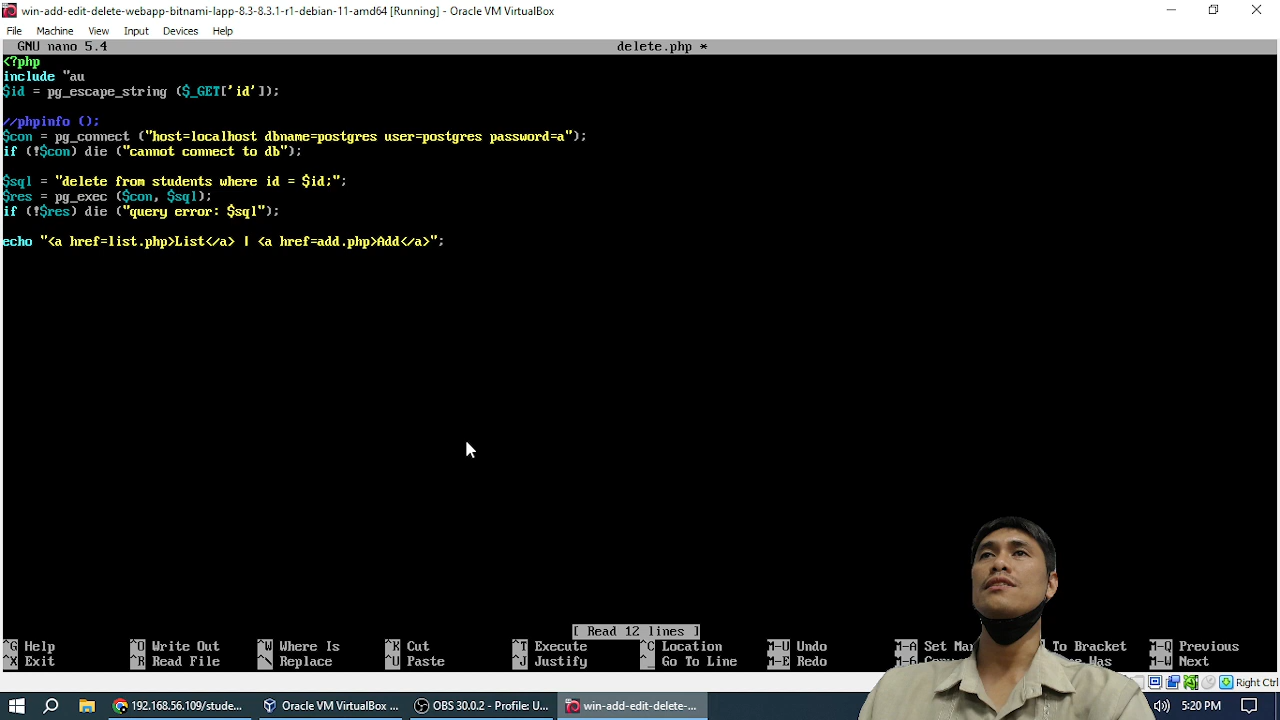 win-add-edit-delete-webapp-bitnami-lapp-8.3-8.3.1-r1-debian-11-amd64 [Running] - Oracle VM VirtualBox
File Machine View Input Devices Help
GNU nano 5.4 delete.php *
<?php
include "au
$id = pg_escape_string ($_GET['id']);
//phpinfo ();
$con = pg_connect ("host=localhost dbname=postgres user=postgres password=a");
if (!$con) die ("cannot connect to db");
$sql = "delete from students where id = $id;";
$res = pg_exec ($con, $sql);
if (!$res) die ("query error: $sql");
echo "<a href=list.php>List</a> | <a href=add.php>Add</a>";
[ Read 12 lines ]
^G Help ^O Write Out ^W Where Is ^K Cut ^T Execute ^C Location M-U Undo M-A Set To Bracket M-Q Previous
^X Exit ^R Read File ^\ Replace ^U Paste ^J Justify ^_ Go To Line M-E Redo M-6 Was M-W Next
Right Ctrl
192.168.56.109/stude... Oracle VM VirtualBox ... OBS 30.0.2 - Profile: U... win-add-edit-delete-... 5:20 PM